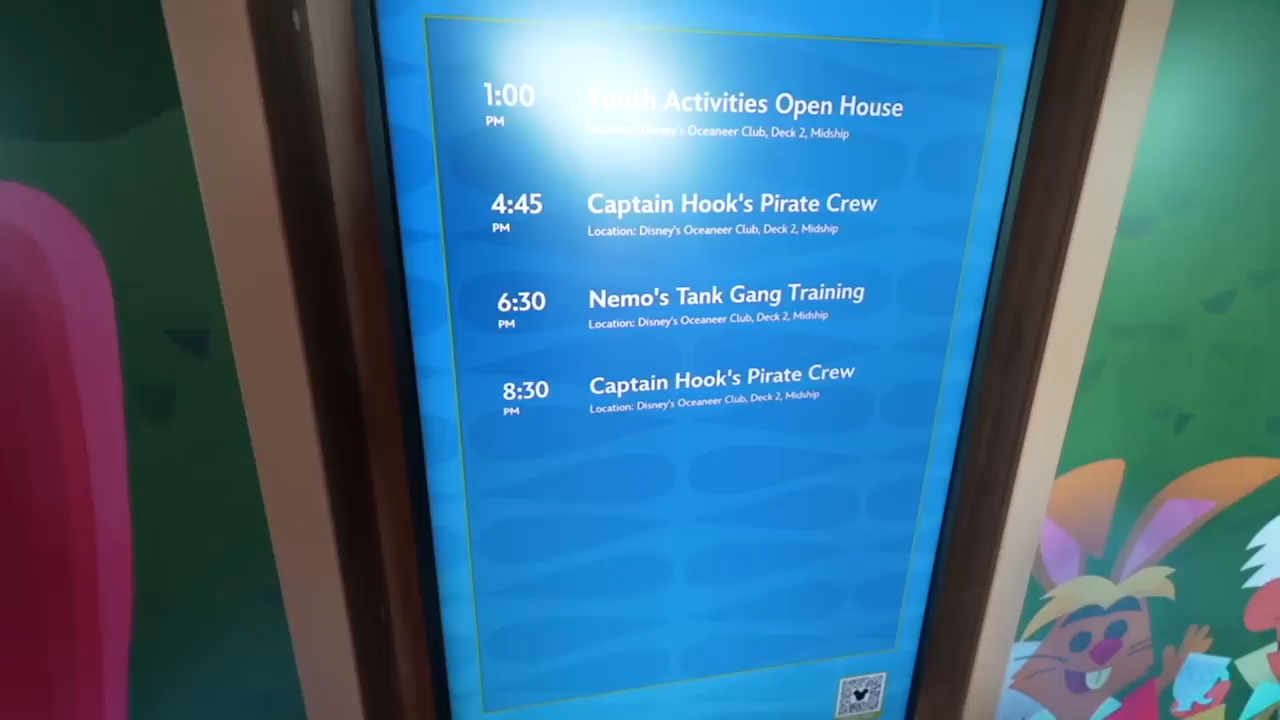 1:00 PM
Youth Activities Open House
Location: Disney's Oceaneer Club, Deck 2, Midship
4:45 PM
Captain Hook's Pirate Crew
Location: Disney's Oceaneer Club, Deck 2, Midship
6:30 PM
Nemo's Tank Gang Training
Location: Disney's Oceaneer Club, Deck 2, Midship
8:30 PM
Captain Hook's Pirate Crew
Location: Disney's Oceaneer Club, Deck 2, Midship